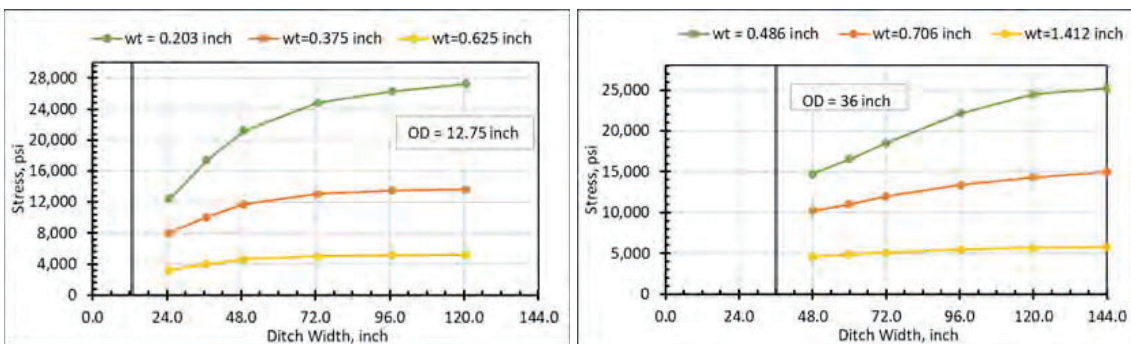 wt = 0.203 inch wt=0.375 inch wt=0.625 inch
28,000
24,000
20,000
16,000
12,000
8,000
4,000
0
Stress, psi
OD = 12.75 inch
0.0 24.0 48.0 72.0 96.0 120.0 144.0
Ditch Width, inch
wt = 0.486 inch wt=0.706 inch wt=1.412 inch
25,000
20,000
15,000
10,000
5,000
0
Stress, psi
OD = 36 inch
0.0 24.0 48.0 72.0 96.0 120.0 144.0
Ditch Width, inch